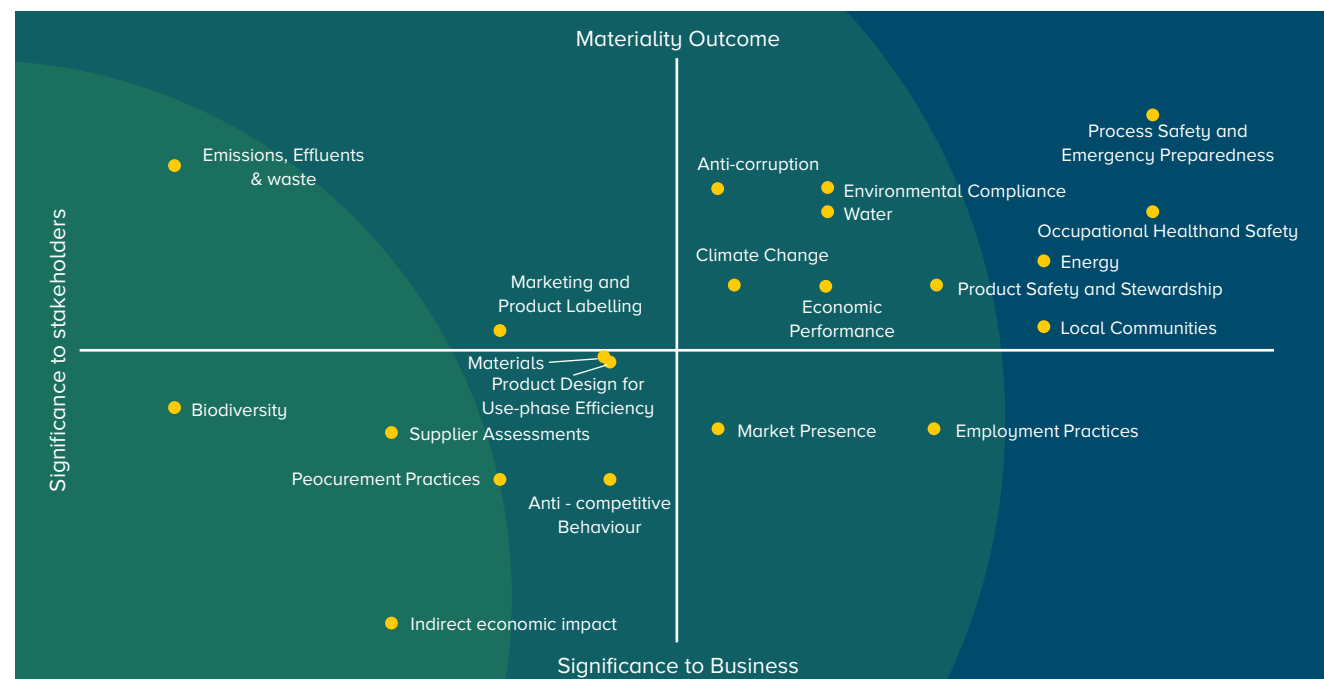 Materiality Outcome
Significance to stakeholders
Emissions, Effluents
& waste
Anti-corruption
Process Safety and
Emergency Preparedness
Environmental Compliance
Water
Occupational Healthand Safety
Climate Change
Energy
Marketing and
Product Labelling
Economic
Performance
Product Safety and Stewardship
Local Communities
Materials
Product Design for
Use-phase Efficiency
Biodiversity
Supplier Assessments
Market Presence
Employment Practices
Peocurement Practices
Anti - competitive
Behaviour
Indirect economic impact
Significance to Business